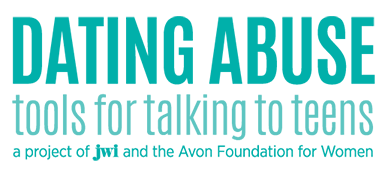 DATING ABUSE
tools for talking to teens
a project of jwi and the Avon Foundation for Women